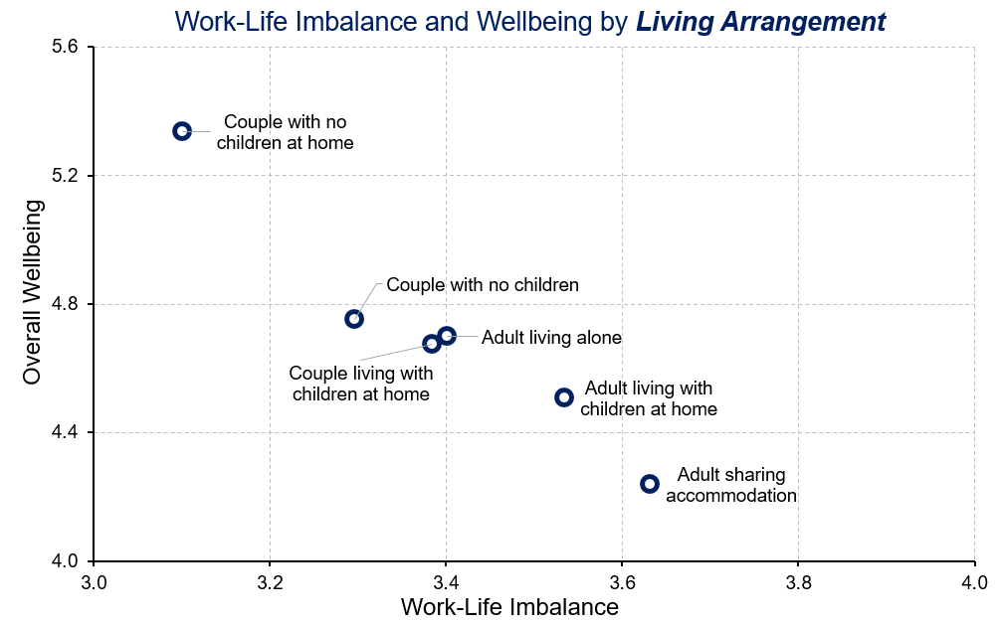 Work-Life Imbalance and Wellbeing by Living Arrangement
5.6
5.2
4.8
4.4
4.0
Overall Wellbeing
Couple with no
children at home
Couple with no children
Adult living alone
Couple living with
children at home
Adult living with
children at home
Adult sharing
accommodation
3.0
3.2
3.4
3.6
3.8
4.0
Work-Life Imbalance